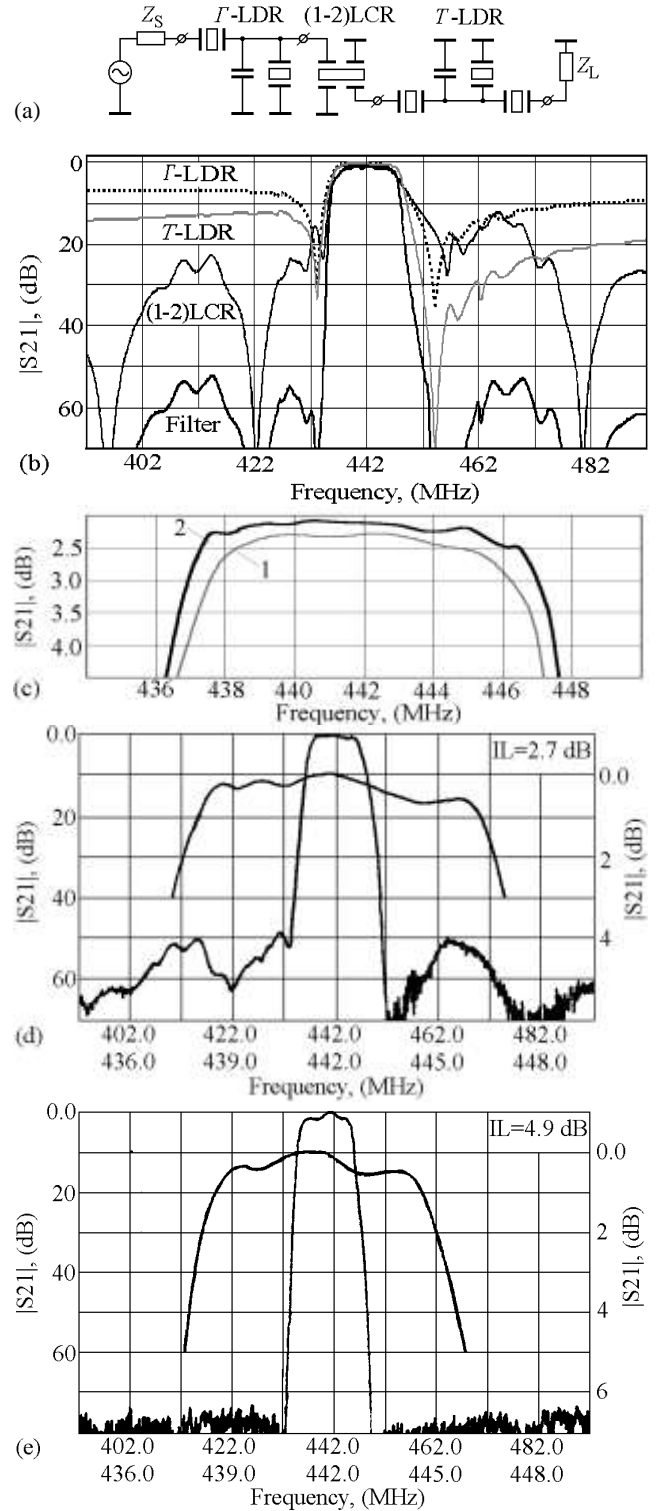 Z_S Γ-LDR (1-2)LCR T-LDR Z_L
(a)
0
20
40
60
|S21|, (dB)
Γ-LDR
T-LDR
(1-2)LCR
Filter
402 422 442 462 482
(b)
Frequency, (MHz)
2.5
3.0
3.5
4.0
|S21|, (dB)
2
1
436 438 440 442 444 446 448
(c)
Frequency, (MHz)
0.0
20
40
60
|S21|, (dB)
IL=2.7 dB
0.0
2
4
|S21|, (dB)
(d)
402.0 422.0 442.0 462.0 482.0
436.0 439.0 442.0 445.0 448.0
Frequency, (MHz)
0.0
20
40
60
|S21|, (dB)
IL=4.9 dB
0.0
2
4
6
|S21|, (dB)
(e)
402.0 422.0 442.0 462.0 482.0
436.0 439.0 442.0 445.0 448.0
Frequency, (MHz)